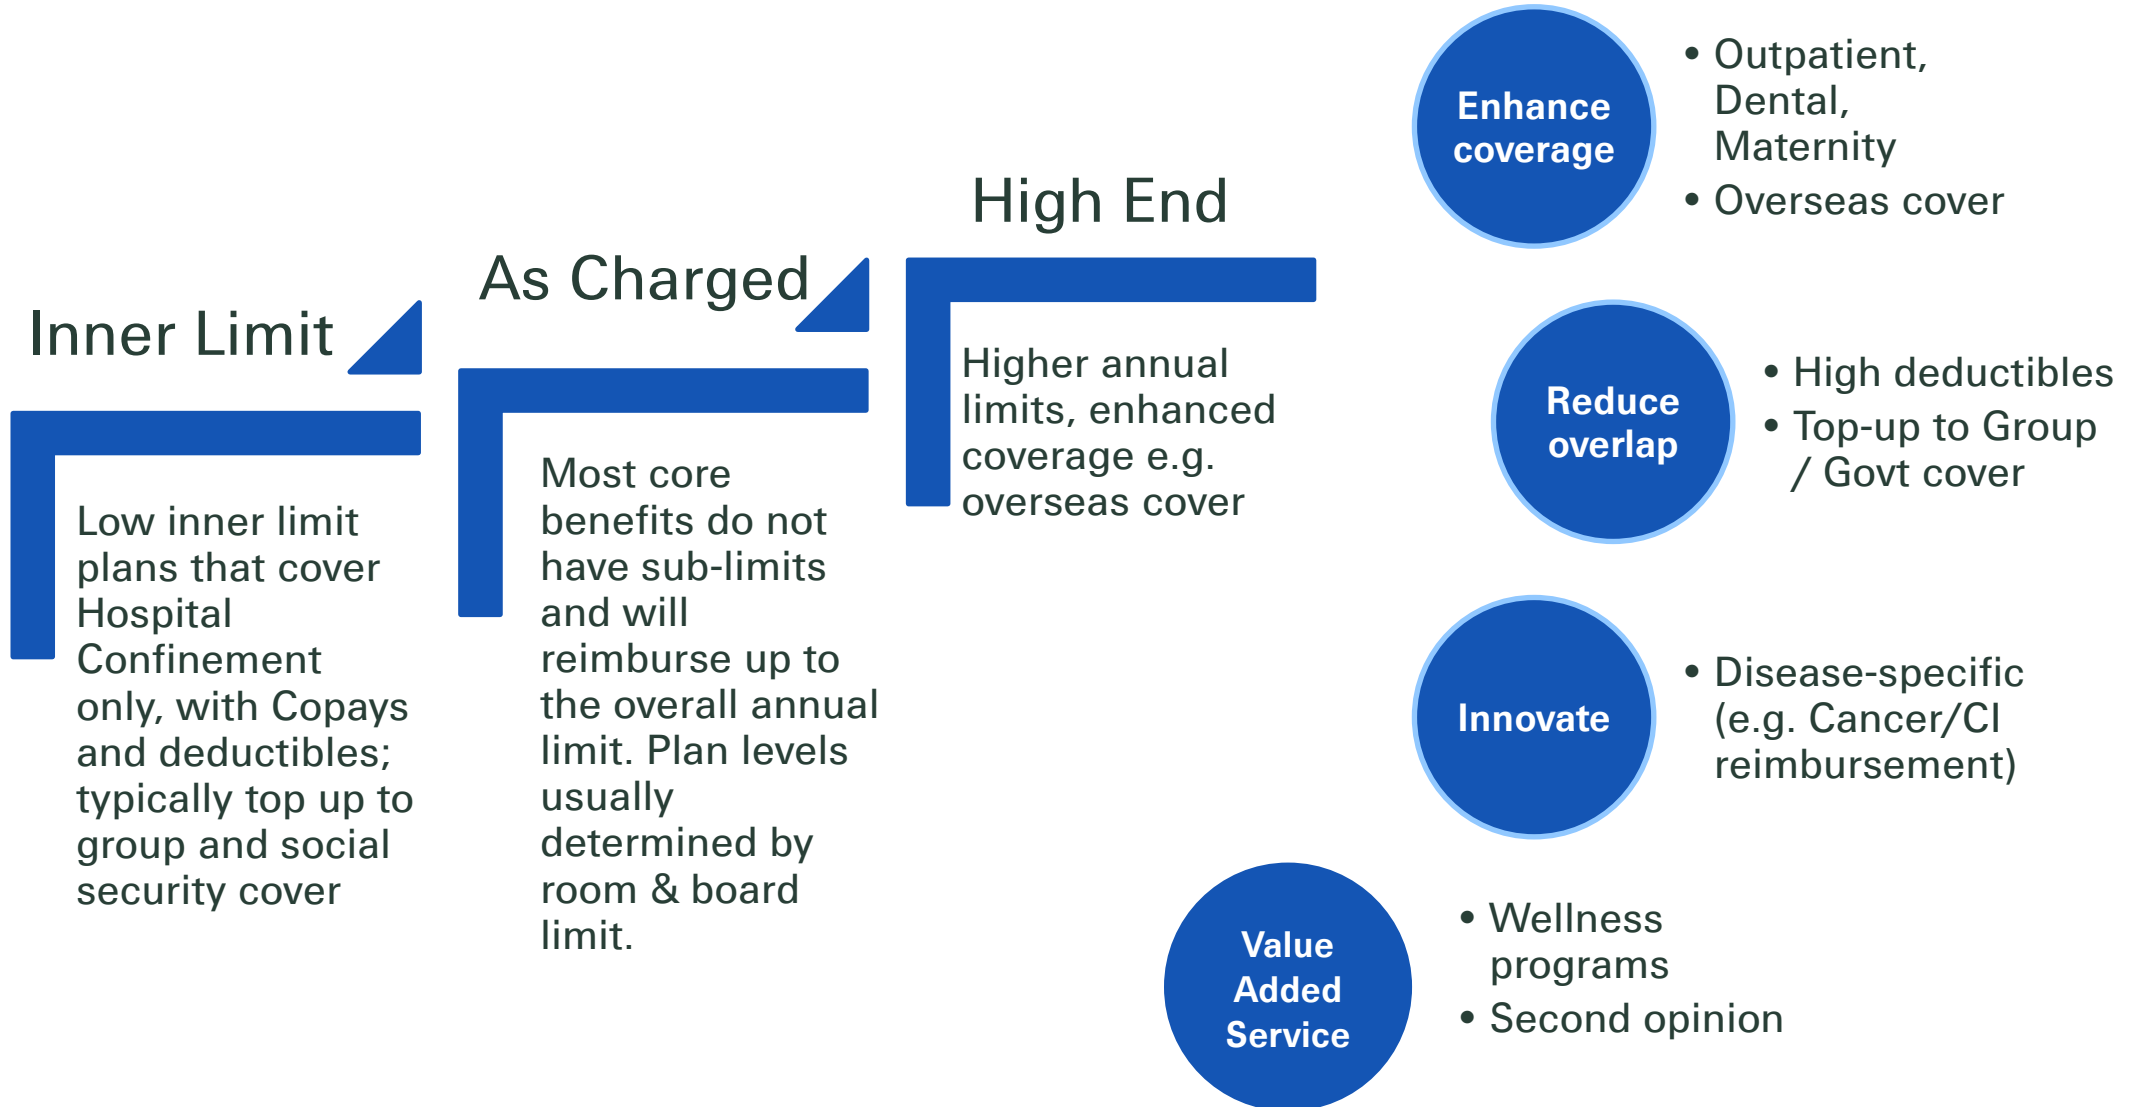 Inner Limit
Low inner limit
plans that cover
Hospital
Confinement
only, with Copays
and deductibles;
typically top up to
group and social
security cover
As Charged
Most core
benefits do not
have sub-limits
and will
reimburse up to
the overall annual
limit. Plan levels
usually
determined by
room & board
limit.
High End
Higher annual
limits, enhanced
coverage e.g.
overseas cover
Enhance
coverage
• Outpatient,
Dental,
Maternity
• Overseas cover
Reduce
overlap
• High deductibles
• Top-up to Group
/ Govt cover
Innovate
• Disease-specific
(e.g. Cancer/CI
reimbursement)
Value
Added
Service
• Wellness
programs
• Second opinion